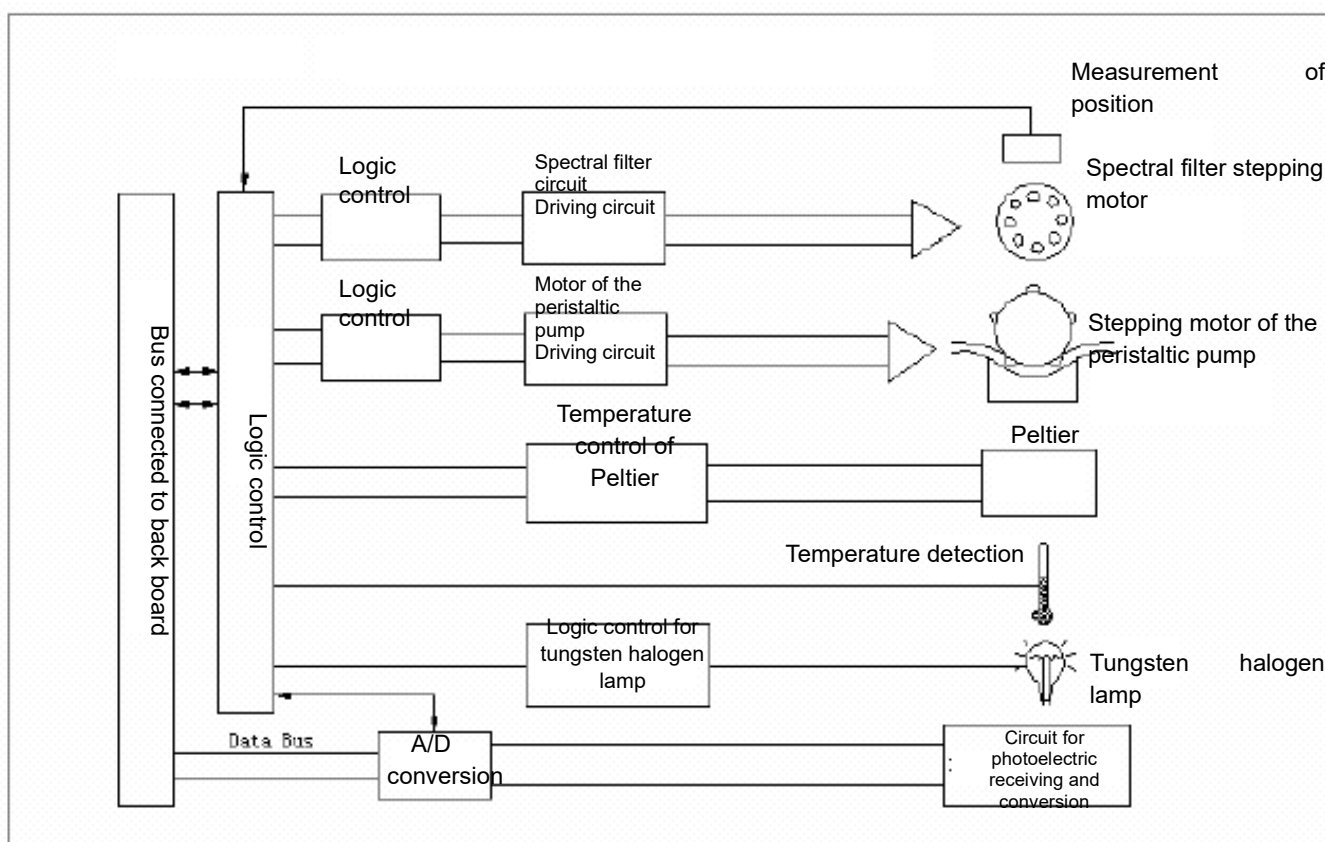 Measurement of
position
Spectral filter stepping
motor
Logic
control
Spectral filter
circuit
Driving circuit
Logic
control
Motor of the
peristaltic
pump
Driving circuit
Stepping motor of the
peristaltic pump
Bus connected to back board
Logic control
Temperature
control of
Peltier
Peltier
Temperature detection
Logic control for
tungsten halogen
lamp
Tungsten halogen
lamp
Data Bus
A/D
conversion
Circuit for
photoelectric
receiving and
conversion